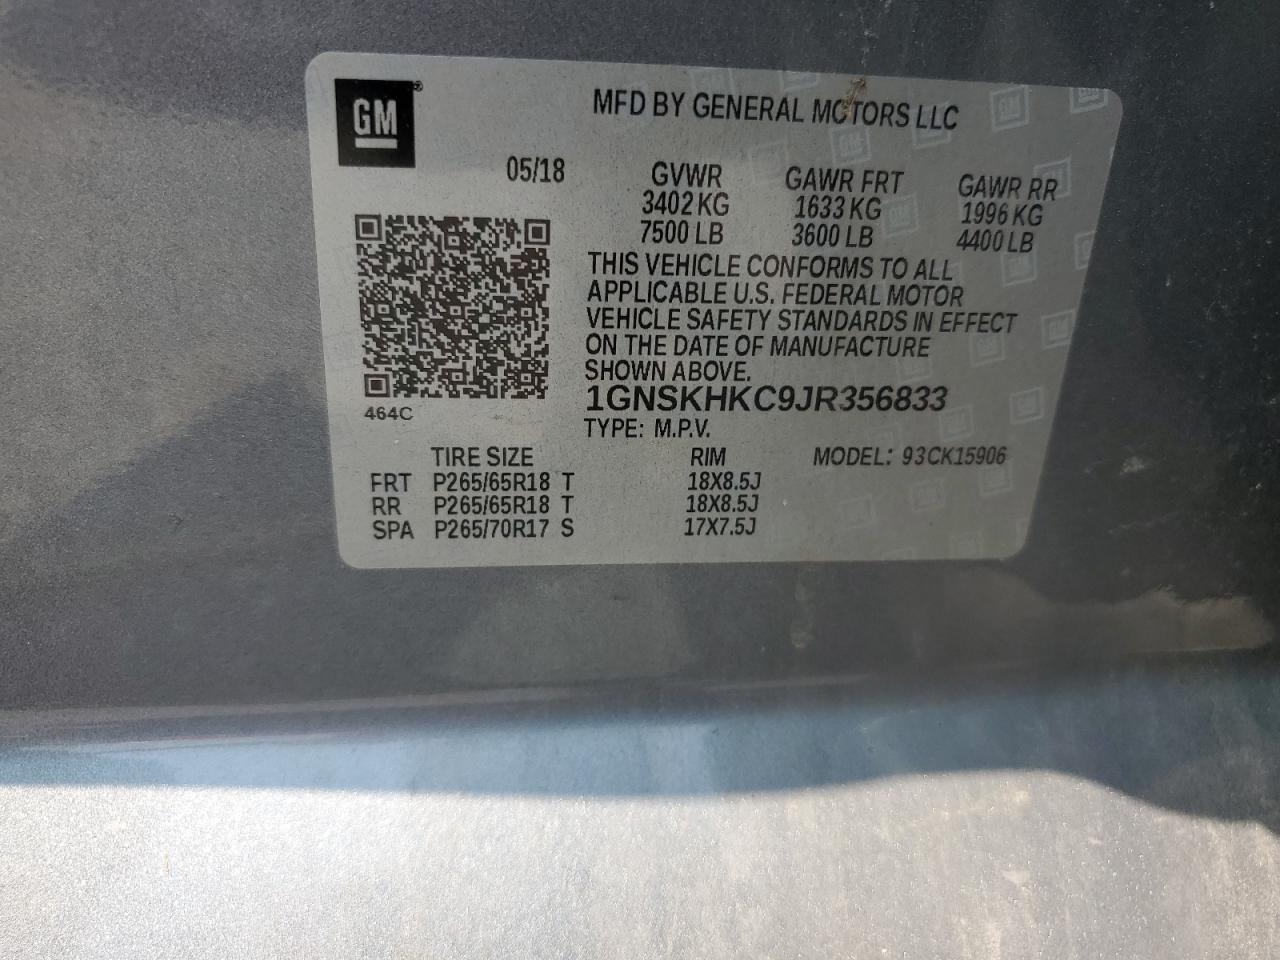 GM
MFD BY GENERAL MOTORS LLC
05/18 GVWR GAWR FRT GAWR RR
3402 KG 1633 KG 1996 KG
7500 LB 3600 LB 4400 LB
THIS VEHICLE CONFORMS TO ALL
APPLICABLE U.S. FEDERAL MOTOR
VEHICLE SAFETY STANDARDS IN EFFECT
ON THE DATE OF MANUFACTURE
SHOWN ABOVE.
1GNSKHKC9JR356833
464C
TYPE: M.P.V.
TIRE SIZE RIM MODEL: 93CK15906
FRT P265/65R18 T 18X8.5J
RR P265/65R18 T 18X8.5J
SPA P265/70R17 S 17X7.5J